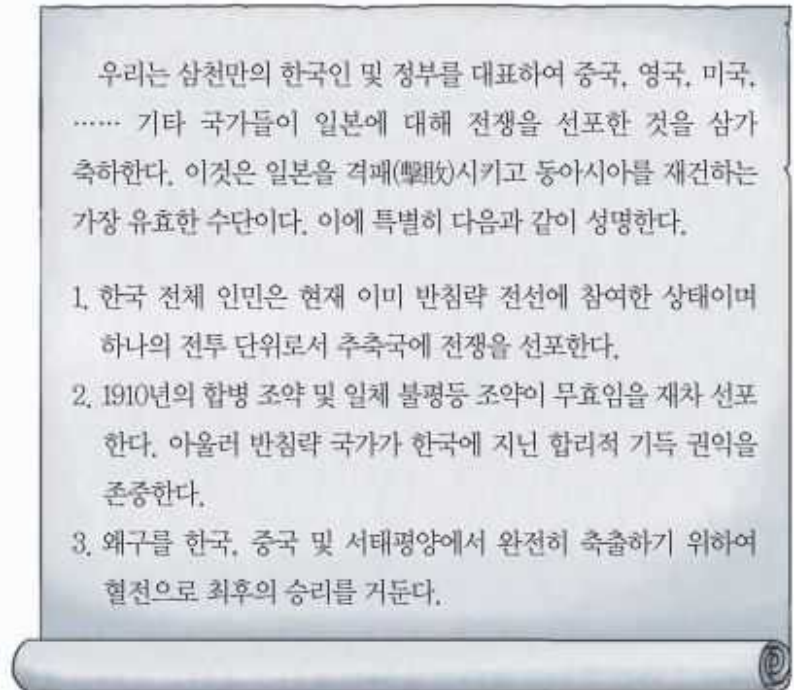 우리는 삼천만의 한국인 및 정부를 대표하여 중국, 영국, 미국,
…… 기타 국가들이 일본에 대해 전쟁을 선포한 것을 삼가
축하한다. 이것은 일본을 격패(擊敗)시키고 동아시아를 재건하는
가장 유효한 수단이다. 이에 특별히 다음과 같이 성명한다.
1. 한국 전체 인민은 현재 이미 반침략 전선에 참여한 상태이며
하나의 전투 단위로서 추축국에 전쟁을 선포한다.
2. 1910년의 합병 조약 및 일체 불평등 조약이 무효임을 재차 선포
한다. 아울러 반침략 국가가 한국에 지닌 합리적 기득 권익을
존중한다.
3. 왜구를 한국, 중국 및 서태평양에서 완전히 축출하기 위하여
혈전으로 최후의 승리를 거둔다.